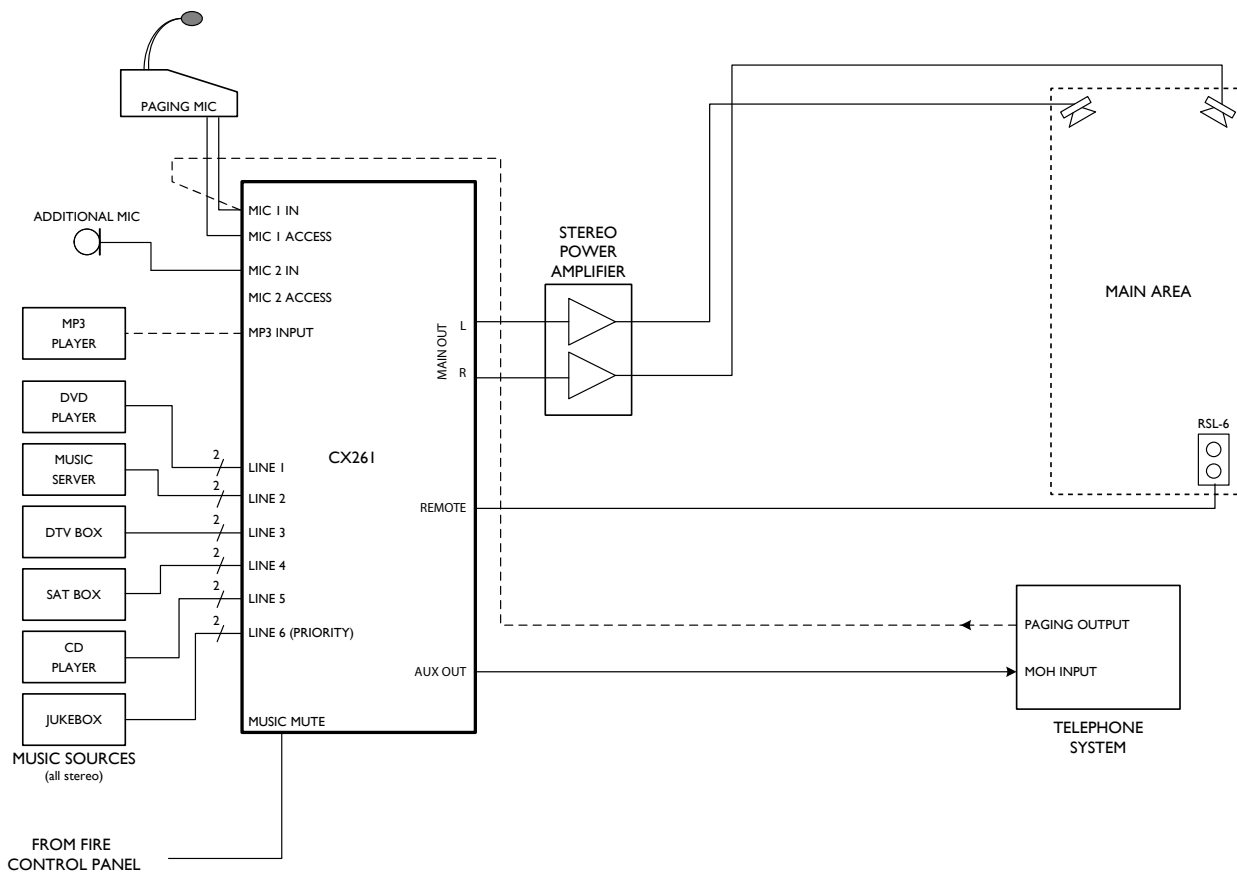 PAGING MIC
ADDITIONAL MIC
MP3
PLAYER
DVD
PLAYER
MUSIC
SERVER
DTV BOX
SAT BOX
CD
PLAYER
JUKEBOX
MUSIC SOURCES
(all stereo)
FROM FIRE
CONTROL PANEL
2
2
2
2
2
2
MIC 1 IN
MIC 1 ACCESS
MIC 2 IN
MIC 2 ACCESS
MP3 INPUT
LINE 1
LINE 2
LINE 3
LINE 4
LINE 5
LINE 6 (PRIORITY)
MUSIC MUTE
CX261
MAIN OUT
L
R
REMOTE
AUX OUT
STEREO
POWER
AMPLIFIER
MAIN AREA
RSL-6
PAGING OUTPUT
MOH INPUT
TELEPHONE
SYSTEM